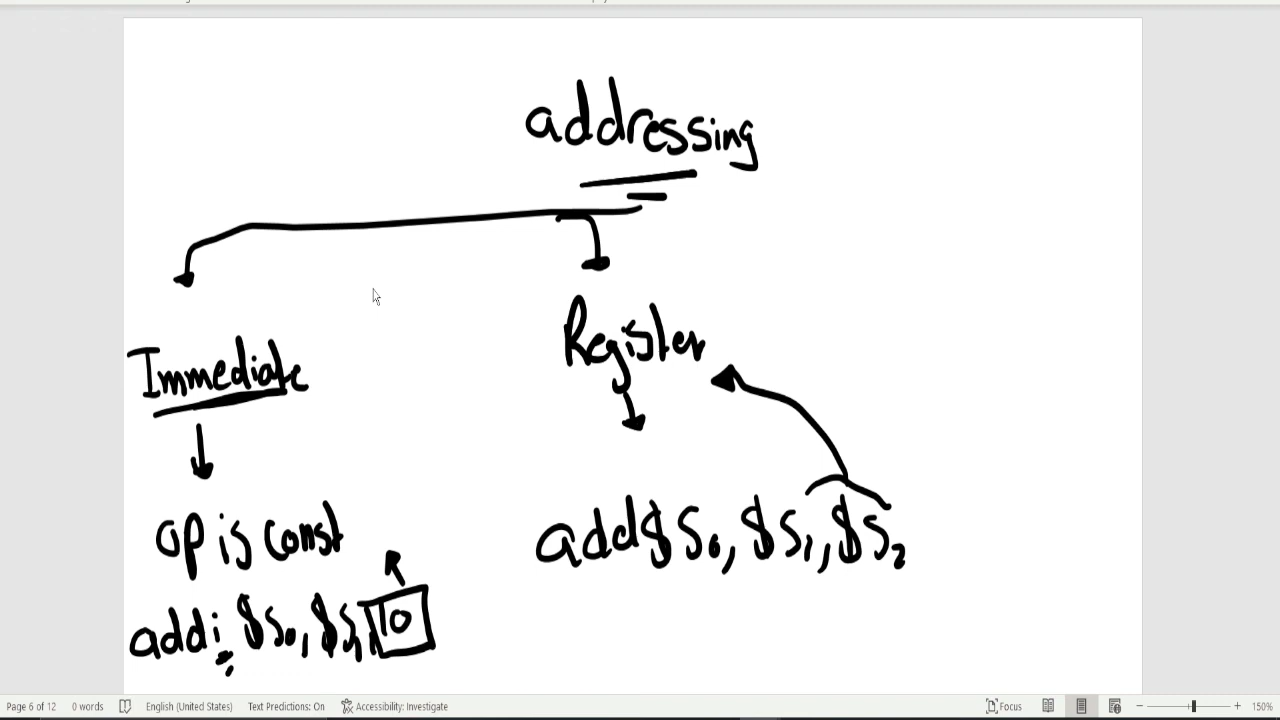 addressing
Immediate
Register
op is const
add $s0, $s1, $s2
addi $s0, $s1, 10
Page 6 of 12 0 words English (United States) Text Predictions: On Accessibility: Investigate Focus 150%